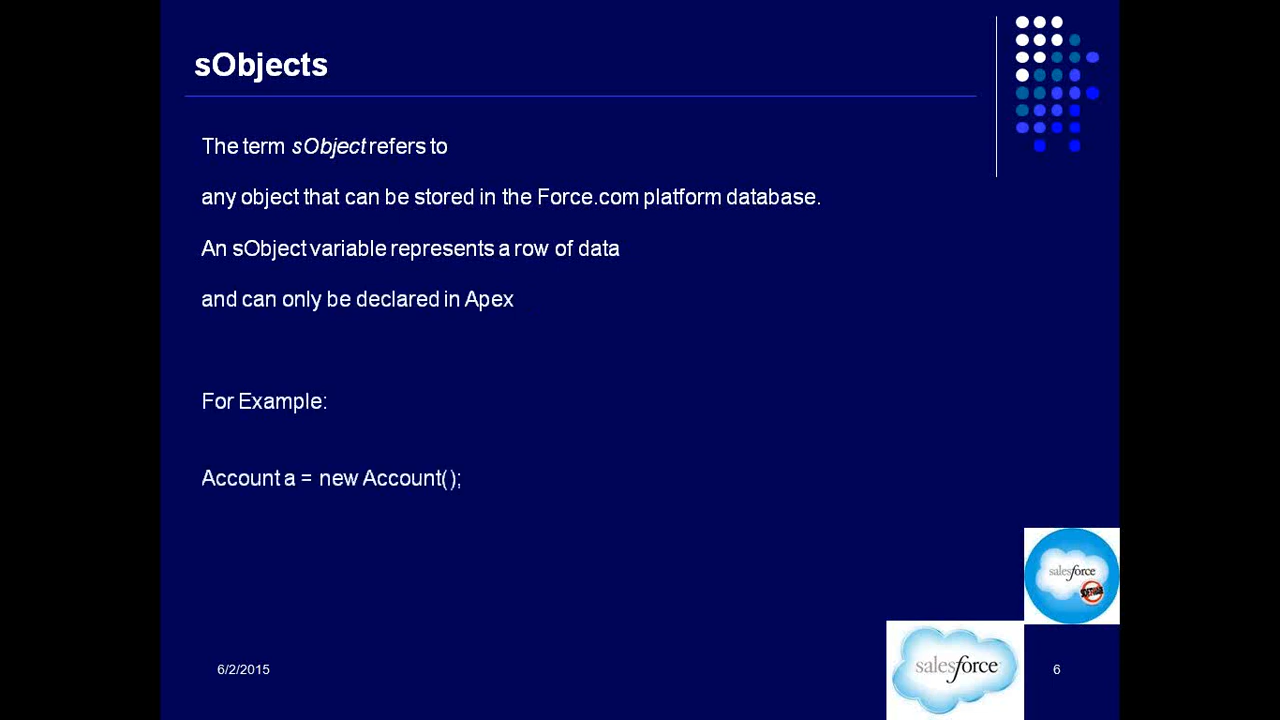 sObjects
The term sObject refers to
any object that can be stored in the Force.com platform database.
An sObject variable represents a row of data
and can only be declared in Apex
For Example:
Account a = new Account();
salesforce
salesforce
6/2/2015
6